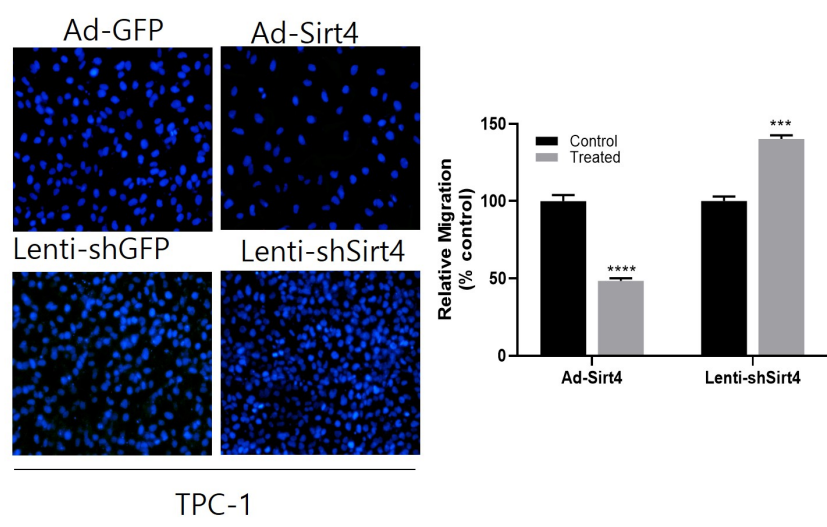 Ad-GFP
Ad-Sirt4
Lenti-shGFP
Lenti-shSirt4
TPC-1
Relative Migration
(% control)
150
100
50
0
Control
Treated
****
***
Ad-Sirt4
Lenti-shSirt4